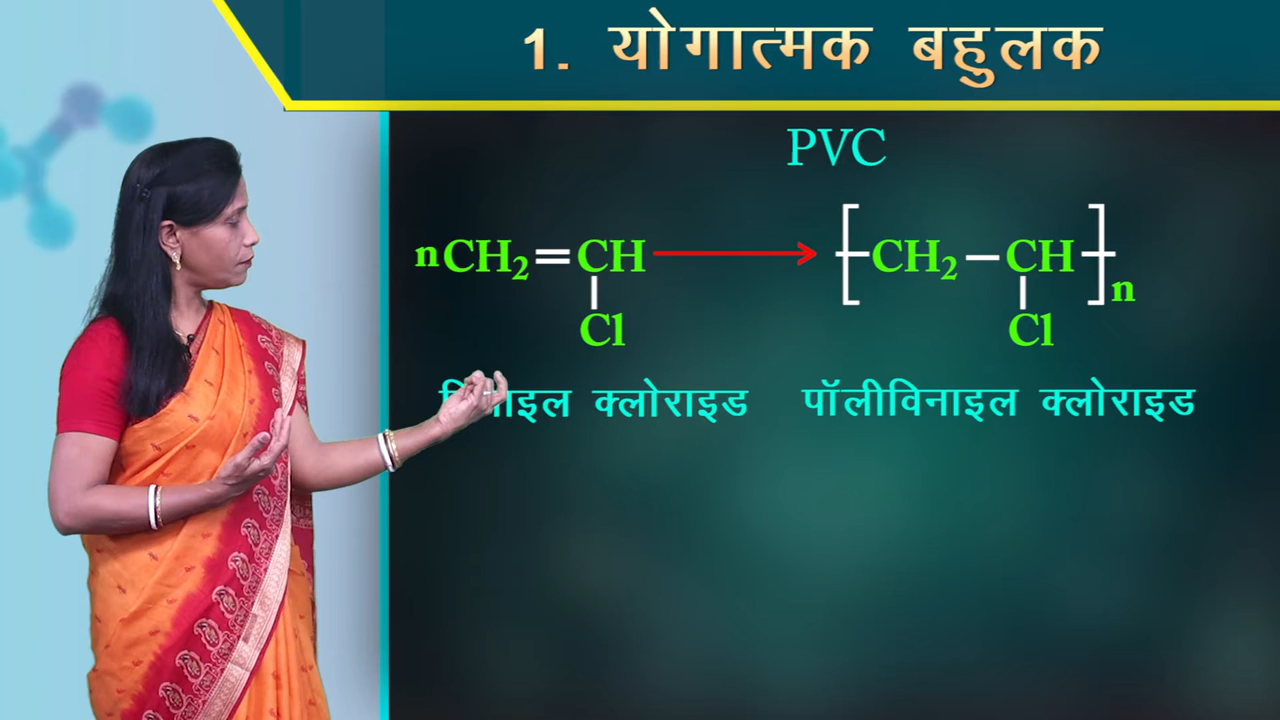 1. योगात्मक बहुलक
PVC
nCH₂=CH⟶[CH₂—CH]n
Cl Cl
क्लोराइड पॉलीविनाइल क्लोराइड